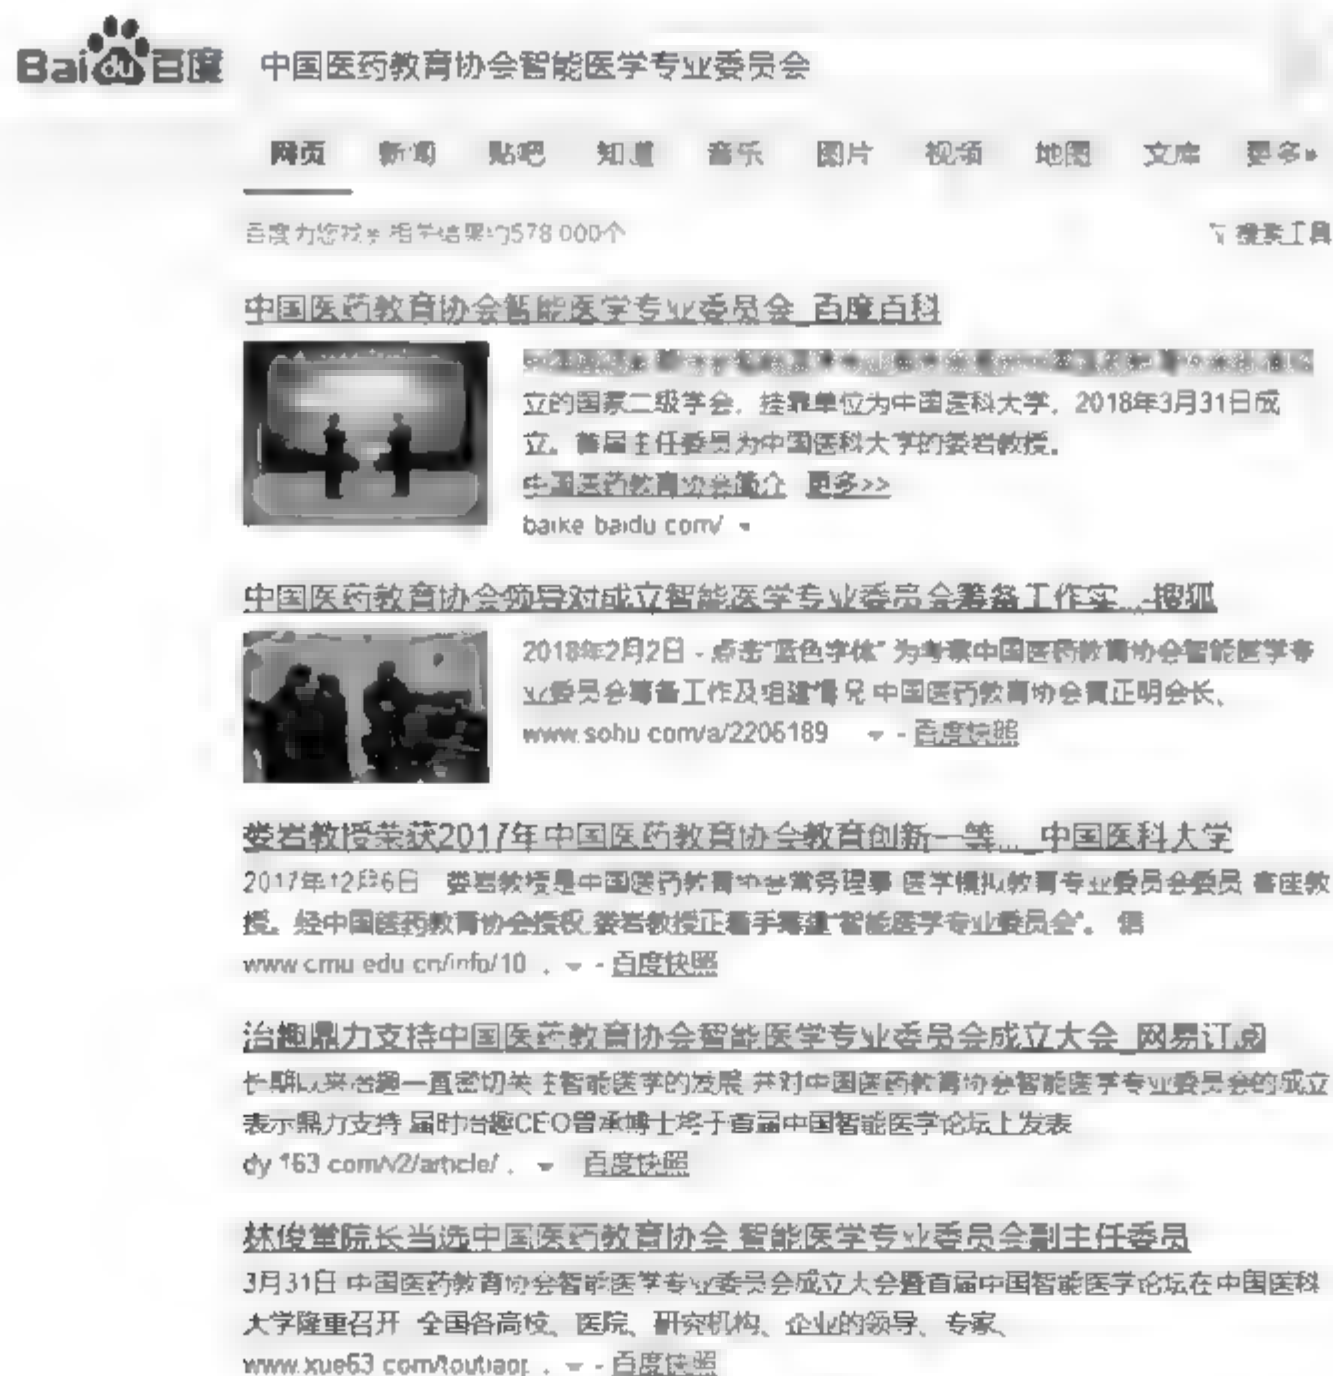 Bai du 百度 中国医药教育协会智能医学专业委员会
网页 新闻 贴吧 知道 音乐 图片 视频 地图 文库 更多»
百度为您找到相关结果约578,000个 搜索工具
中国医药教育协会智能医学专业委员会_百度百科
立的国家二级学会，挂靠单位为中国医科大学，2018年3月31日成
立。首届主任委员为中国医科大学的娄岩教授。
中国医药教育协会简介 更多>>
baike.baidu.com/
中国医药教育协会领导对成立智能医学专业委员会筹备工作实...-搜狐
2018年2月2日 - 点击"蓝色字体" 为考察中国医药教育协会智能医学专
业委员会筹备工作及组建情况 中国医药教育协会黄正明会长、
www.sohu.com/a/2206189 - 百度快照
娄岩教授荣获2017年中国医药教育协会教育创新一等..._中国医科大学
2017年12月6日 娄岩教授是中国医药教育协会常务理事 医学模拟教育专业委员会委员 客座教
授。经中国医药教育协会授权,娄岩教授正着手筹建"智能医学专业委员会"。
www.cmu.edu.cn/info/10... - 百度快照
治趣鼎力支持中国医药教育协会智能医学专业委员会成立大会_网易订阅
长期以来治趣一直密切关注智能医学的发展 并对中国医药教育协会智能医学专业委员会的成立
表示鼎力支持 届时治趣CEO曾承博士将于首届中国智能医学论坛上发表
dy.163.com/v2/article/... 百度快照
林俊堂院长当选中国医药教育协会 智能医学专业委员会副主任委员
3月31日 中国医药教育协会智能医学专业委员会成立大会暨首届中国智能医学论坛在中国医科
大学隆重召开 全国各高校、医院、研究机构、企业的领导、专家、
www.xue63.com/toutiaop... - 百度快照